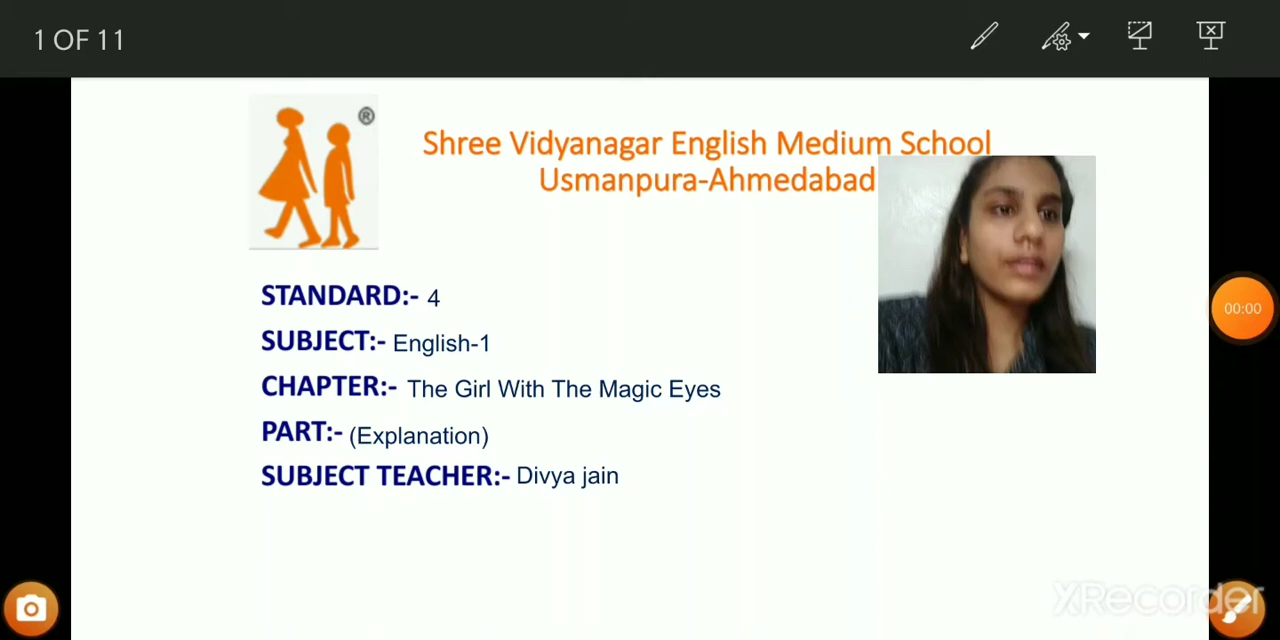 1 OF 11
®
Shree Vidyanagar English Medium School
Usmanpura-Ahmedabad
STANDARD:- 4
SUBJECT:- English-1
CHAPTER:- The Girl With The Magic Eyes
PART:- (Explanation)
SUBJECT TEACHER:- Divya jain
00:00
XRecorder